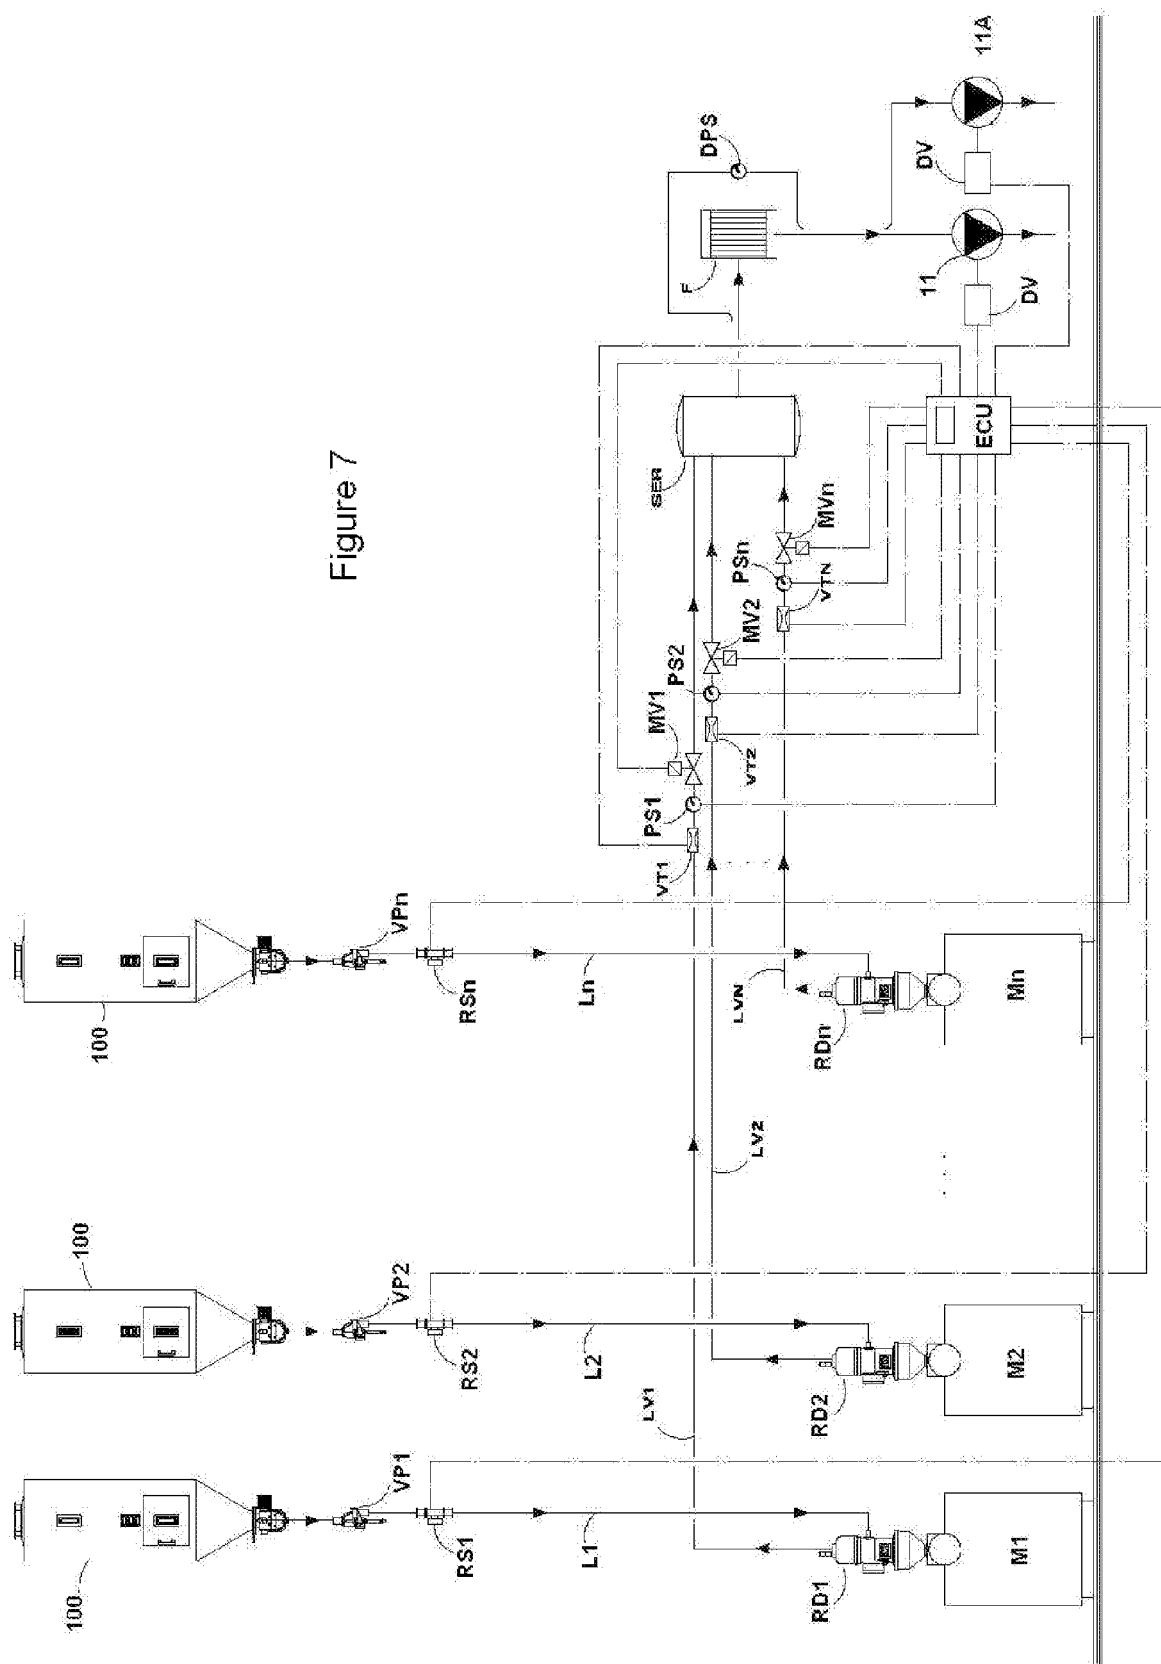 Figure 7
100
100
100
VP1
VP2
VPn
RS1
RS2
RSn
L1
L2
Ln
LV1
LV2
LVN
VT1
VT2
VTN
PS1
PS2
PSn
MV1
MV2
MVn
SER
F
DPS
11
11A
DV
DV
ECU
RD1
RD2
RDn
M1
M2
Mn